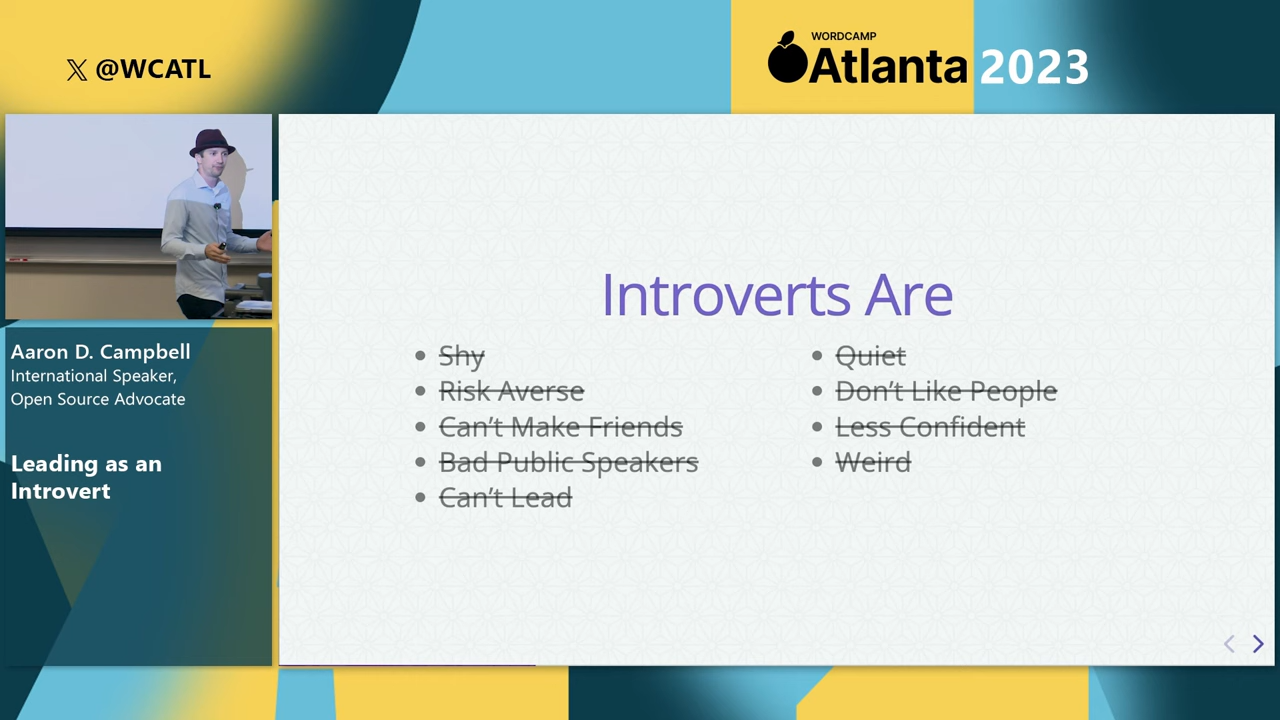 𝕏 @WCATL
WORDCAMP
Atlanta 2023
Aaron D. Campbell
International Speaker,
Open Source Advocate
Leading as an
Introvert
Introverts Are
Shy
Risk Averse
Can’t Make Friends
Bad Public Speakers
Can’t Lead
Quiet
Don’t Like People
Less Confident
Weird